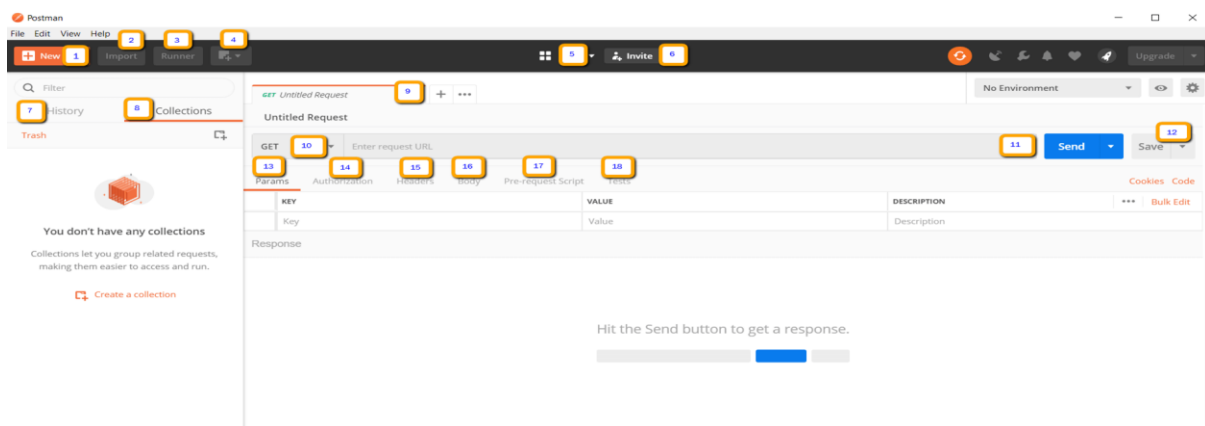 Postman
File Edit View Help
2 3 4
New 1 Import Runner 5 Invite 6 Upgrade
Filter
No Environment
GET Untitled Request 9 + •••
7 History 8 Collections
Untitled Request
Trash
12
GET 10 Enter request URL 11 Send Save
13 14 15 16 17 18
Params Authorization Headers Body Pre-request Script Tests Cookies Code
KEY VALUE DESCRIPTION ••• Bulk Edit
Key Value Description
Response
You don't have any collections
Collections let you group related requests,
making them easier to access and run.
Create a collection
Hit the Send button to get a response.